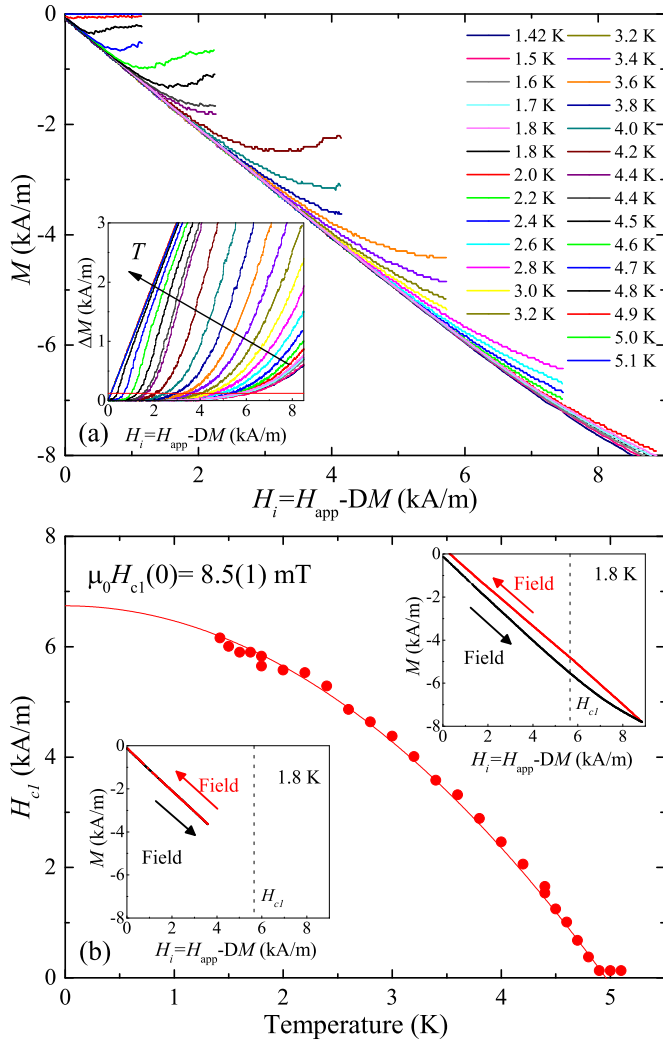 0
-2
-4
-6
-8
M (kA/m)
1.42 K
1.5 K
1.6 K
1.7 K
1.8 K
1.8 K
2.0 K
2.2 K
2.4 K
2.6 K
2.8 K
3.0 K
3.2 K
3.2 K
3.4 K
3.6 K
3.8 K
4.0 K
4.2 K
4.4 K
4.4 K
4.5 K
4.6 K
4.7 K
4.8 K
4.9 K
5.0 K
5.1 K
3
2
1
0
ΔM (kA/m)
T
0 2 4 6 8
H_i=H_app-DM (kA/m)
(a)
0 2 4 6 8
H_i=H_app-DM (kA/m)
8
6
4
2
0
H_c1 (kA/m)
μ₀H_c1(0)= 8.5(1) mT
0
-2
-4
-6
-8
M (kA/m)
Field
1.8 K
Field
H_c1
0 2 4 6 8
H_i=H_app-DM (kA/m)
0
-2
-4
-6
-8
M (kA/m)
Field
1.8 K
Field
H_c1
0 2 4 6 8
H_i=H_app-DM (kA/m)
(b)
0 1 2 3 4 5
Temperature (K)